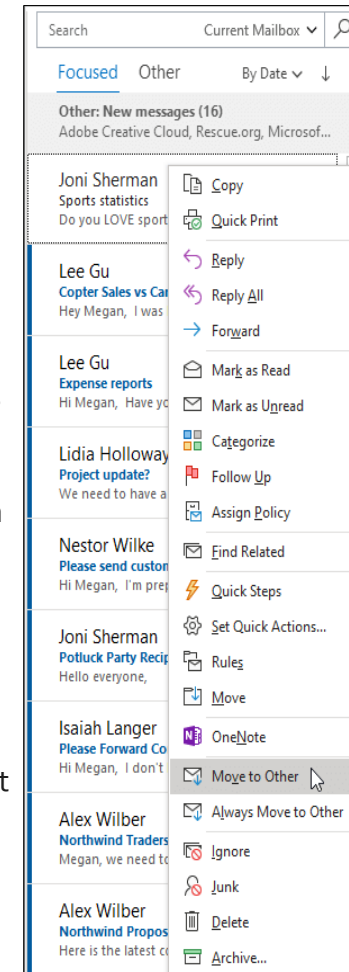 Search Current Mailbox
Focused Other By Date
Other: New messages (16)
Adobe Creative Cloud, Rescue.org, Microsof...
Joni Sherman
Sports statistics
Do you LOVE sport
Lee Gu
Copter Sales vs Car
Hey Megan, I was
Lee Gu
Expense reports
Hi Megan, Have yo
Lidia Holloway
Project update?
We need to have a
Nestor Wilke
Please send custom
Hi Megan, I'm prep
Joni Sherman
Potluck Party Recip
Hello everyone,
Isaiah Langer
Please Forward Co
Hi Megan, I don't
Alex Wilber
Northwind Traders
Megan, we need to
Alex Wilber
Northwind Propos
Here is the latest co
Copy
Quick Print
Reply
Reply All
Forward
Mark as Read
Mark as Unread
Categorize
Follow Up
Assign Policy
Find Related
Quick Steps
Set Quick Actions...
Rules
Move
OneNote
Move to Other
Always Move to Other
Ignore
Junk
Delete
Archive...